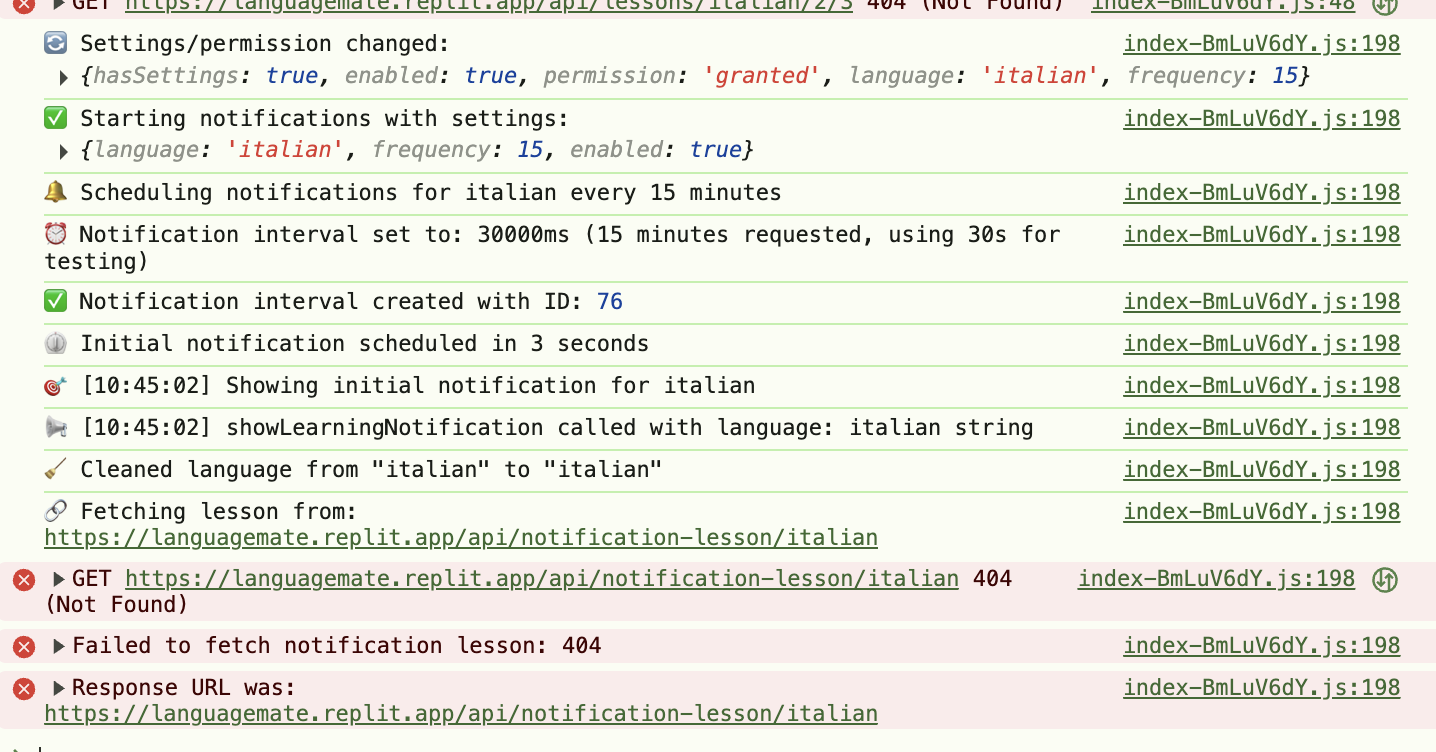 GET https://languagemate.replit.app/api/lessons/italian/2/3 404 (Not Found) index-BmLuV6dY.js:48
Settings/permission changed: index-BmLuV6dY.js:198
{hasSettings: true, enabled: true, permission: 'granted', language: 'italian', frequency: 15}
Starting notifications with settings: index-BmLuV6dY.js:198
{language: 'italian', frequency: 15, enabled: true}
Scheduling notifications for italian every 15 minutes index-BmLuV6dY.js:198
Notification interval set to: 30000ms (15 minutes requested, using 30s for index-BmLuV6dY.js:198
testing)
Notification interval created with ID: 76 index-BmLuV6dY.js:198
Initial notification scheduled in 3 seconds index-BmLuV6dY.js:198
[10:45:02] Showing initial notification for italian index-BmLuV6dY.js:198
[10:45:02] showLearningNotification called with language: italian string index-BmLuV6dY.js:198
Cleaned language from "italian" to "italian" index-BmLuV6dY.js:198
Fetching lesson from: index-BmLuV6dY.js:198
https://languagemate.replit.app/api/notification-lesson/italian
GET https://languagemate.replit.app/api/notification-lesson/italian 404 index-BmLuV6dY.js:198
(Not Found)
Failed to fetch notification lesson: 404 index-BmLuV6dY.js:198
Response URL was: index-BmLuV6dY.js:198
https://languagemate.replit.app/api/notification-lesson/italian